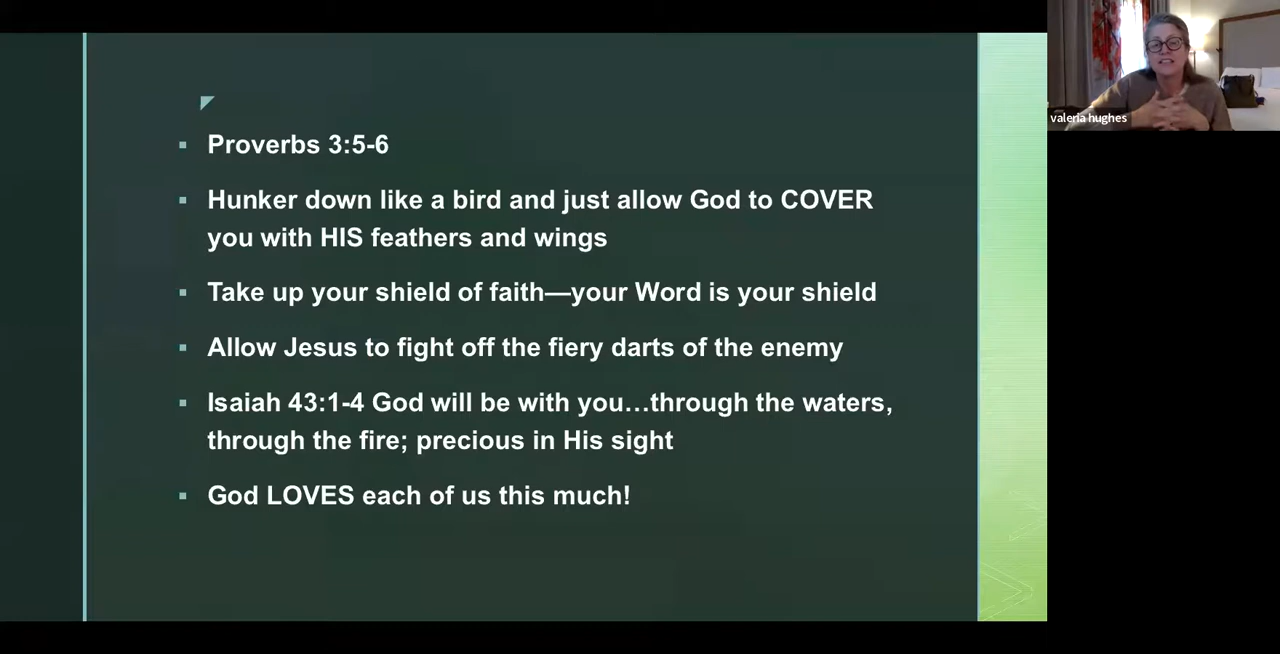 Proverbs 3:5-6
Hunker down like a bird and just allow God to COVER
you with HIS feathers and wings
Take up your shield of faith—your Word is your shield
Allow Jesus to fight off the fiery darts of the enemy
Isaiah 43:1-4 God will be with you…through the waters,
through the fire; precious in His sight
God LOVES each of us this much!
valeria hughes